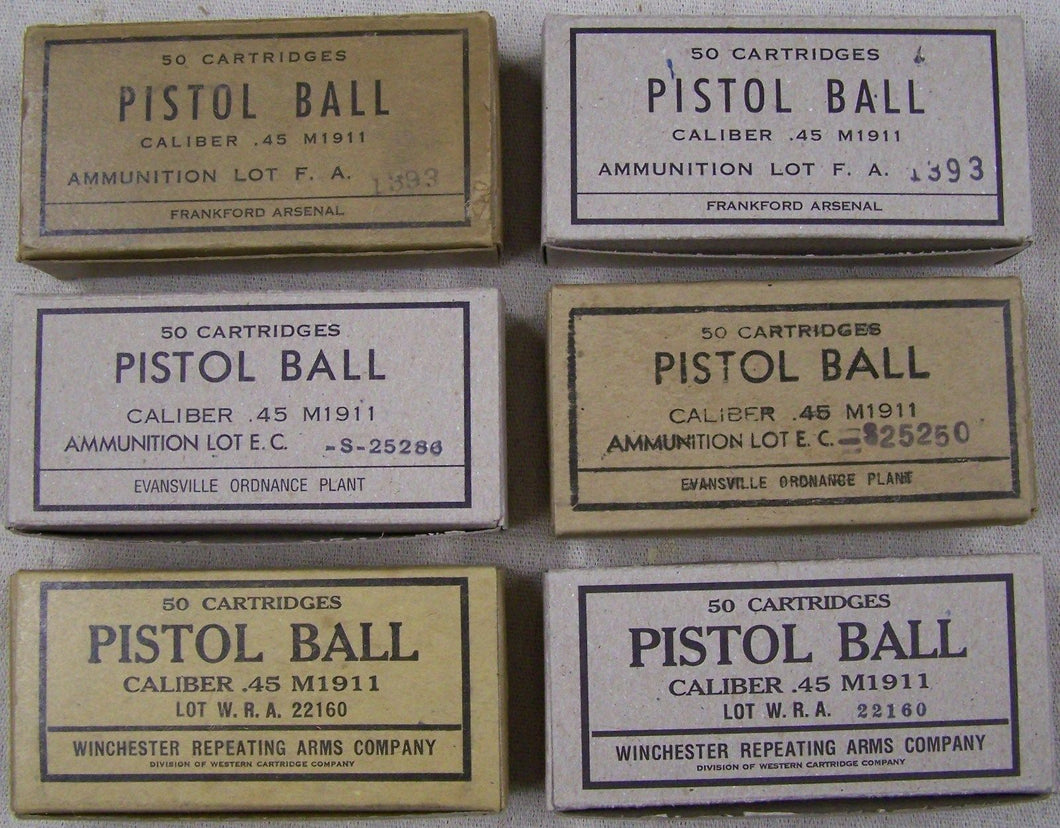 50 CARTRIDGES
PISTOL BALL
CALIBER .45 M1911
AMMUNITION LOT F. A. 1393
FRANKFORD ARSENAL
50 CARTRIDGES
PISTOL BALL
CALIBER .45 M1911
AMMUNITION LOT F. A. 1393
FRANKFORD ARSENAL
50 CARTRIDGES
PISTOL BALL
CALIBER .45 M1911
AMMUNITION LOT E. C. -S-25286
EVANSVILLE ORDNANCE PLANT
50 CARTRIDGES
PISTOL BALL
CALIBER .45 M1911
AMMUNITION LOT E. C. -S25250
EVANSVILLE ORDNANCE PLANT
50 CARTRIDGES
PISTOL BALL
CALIBER .45 M1911
LOT W. R. A. 22160
WINCHESTER REPEATING ARMS COMPANY
DIVISION OF WESTERN CARTRIDGE COMPANY
50 CARTRIDGES
PISTOL BALL
CALIBER .45 M1911
LOT W. R. A. 22160
WINCHESTER REPEATING ARMS COMPANY
DIVISION OF WESTERN CARTRIDGE COMPANY